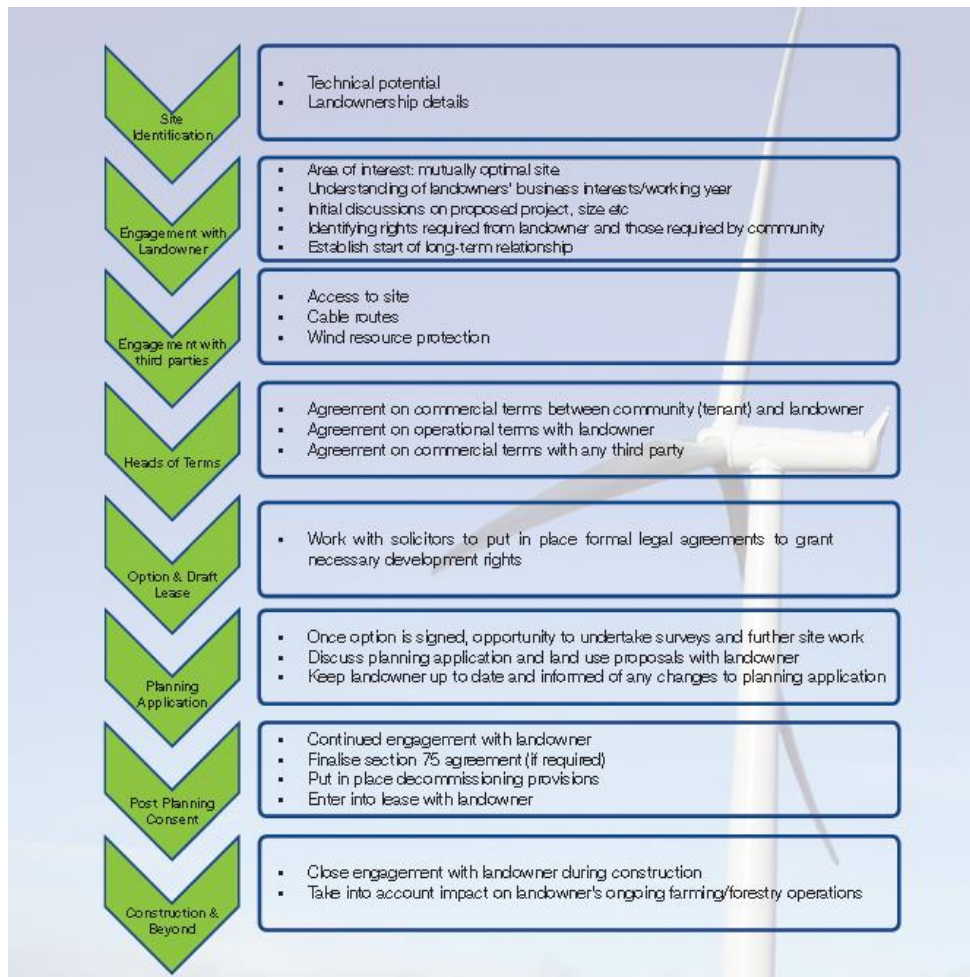 Site
Identification
▪ Technical potential
▪ Landownership details
Engagement with
Landowner
▪ Area of interest: mutually optimal site
▪ Understanding of landowners' business interests/working year
▪ Initial discussions on proposed project, size etc
▪ Identifying rights required from landowner and those required by community
▪ Establish start of long-term relationship
Engagement with
third parties
▪ Access to site
▪ Cable routes
▪ Wind resource protection
Heads of Terms
▪ Agreement on commercial terms between community (tenant) and landowner
▪ Agreement on operational terms with landowner
▪ Agreement on commercial terms with any third party
Option & Draft
Lease
▪ Work with solicitors to put in place formal legal agreements to grant
necessary development rights
Planning
Application
▪ Once option is signed, opportunity to undertake surveys and further site work
▪ Discuss planning application and land use proposals with landowner
▪ Keep landowner up to date and informed of any changes to planning application
Post Planning
Consent
▪ Continued engagement with landowner
▪ Finalise section 75 agreement (if required)
▪ Put in place decommissioning provisions
▪ Enter into lease with landowner
Construction &
Beyond
▪ Close engagement with landowner during construction
▪ Take into account impact on landowner's ongoing farming/forestry operations